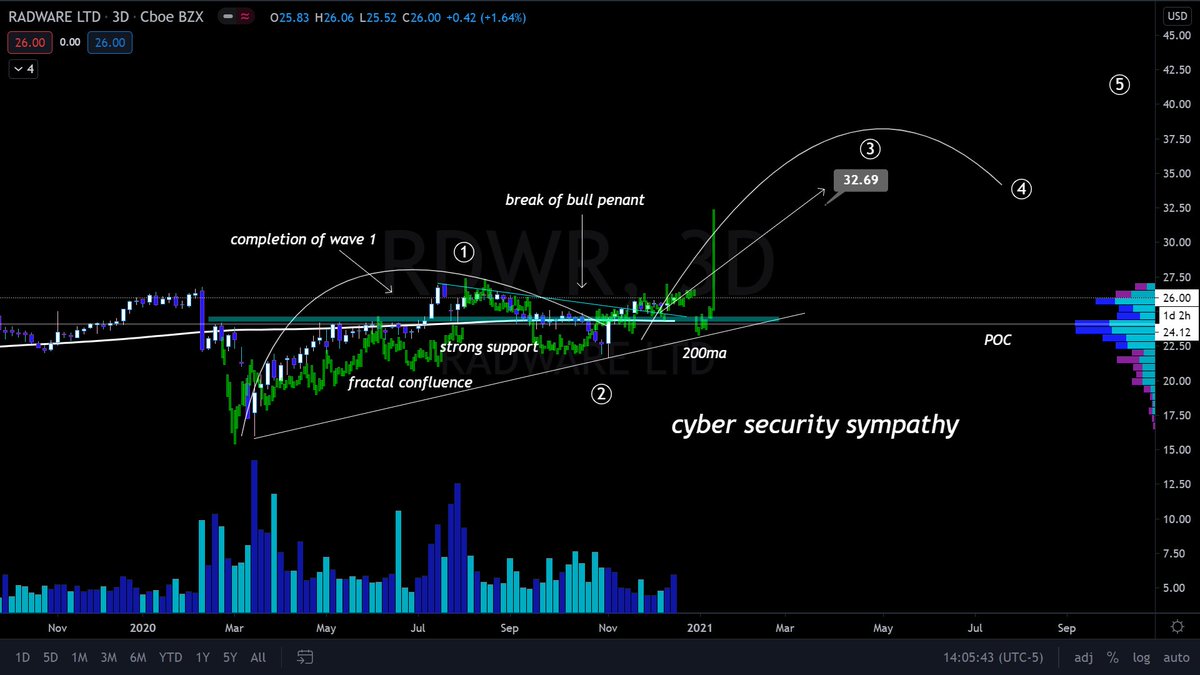 RADWARE LTD · 3D · Cboe BZX O25.83 H26.06 L25.52 C26.00 +0.42 (+1.64%)
USD
26.00 0.00 26.00
4
45.00
42.50
40.00
37.50
35.00
32.50
30.00
27.50
26.00
1d 2h
24.12
22.50
20.00
17.50
15.00
12.50
10.00
7.50
5.00
RDWR, 3D
RADWARE LTD
5
3
32.69
4
break of bull penant
completion of wave 1
1
strong support
fractal confluence
200ma
POC
2
cyber security sympathy
Nov 2020 Mar May Jul Sep Nov 2021 Mar May Jul Sep
1D 5D 1M 3M 6M YTD 1Y 5Y All 14:05:43 (UTC-5) adj % log auto